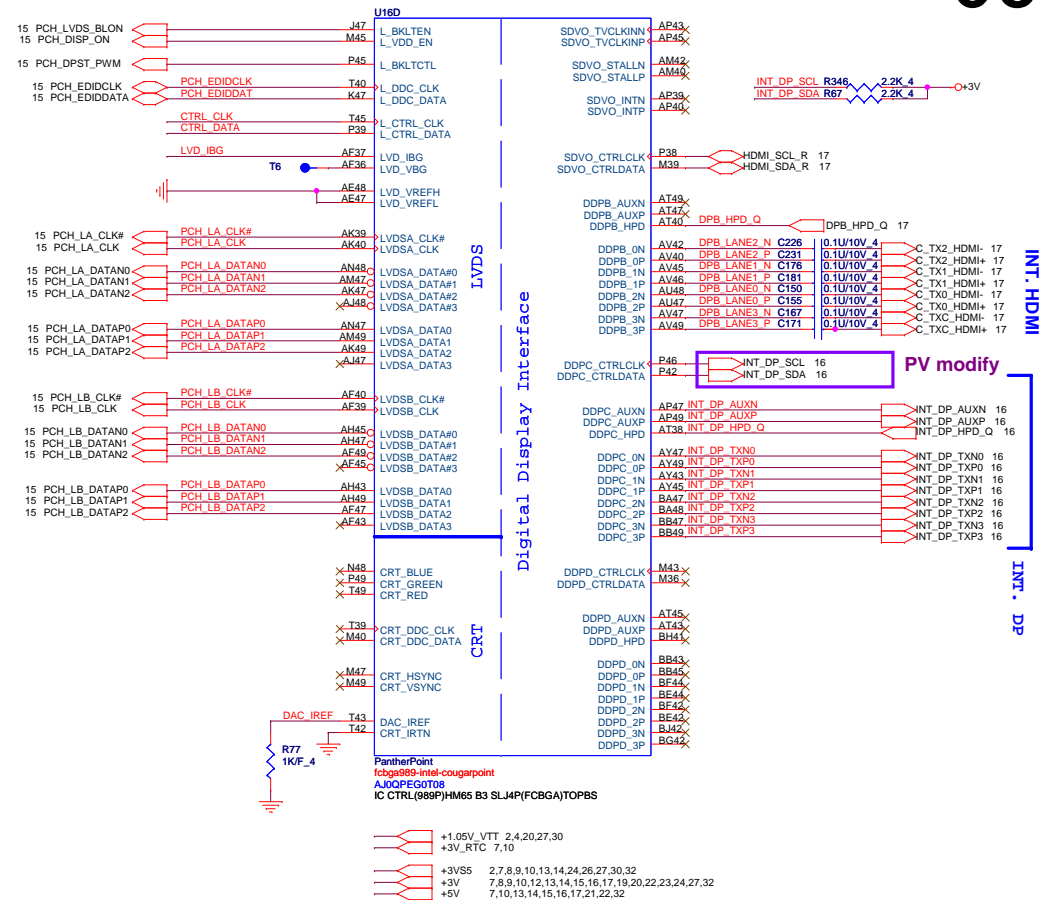 U16D
15 PCH_LVDS_BLON J47 L_BKLTEN
15 PCH_DISP_ON M45 L_VDD_EN
15 PCH_DPST_PWM P45 L_BKLTCTL
15 PCH_EDIDCLK PCH_EDIDCLK T40 L_DDC_CLK
15 PCH_EDIDDATA PCH_EDIDDAT K47 L_DDC_DATA
CTRL_CLK T45 L_CTRL_CLK
CTRL_DATA P39 L_CTRL_DATA
LVD_IBG AF37 LVD_IBG
T6 AF36 LVD_VBG
AE48 LVD_VREFH
AE47 LVD_VREFL
15 PCH_LA_CLK# PCH_LA_CLK# AK39 LVDSA_CLK#
15 PCH_LA_CLK PCH_LA_CLK AK40 LVDSA_CLK
15 PCH_LA_DATAN0 PCH_LA_DATAN0 AN48 LVDSA_DATA#0
15 PCH_LA_DATAN1 PCH_LA_DATAN1 AM47 LVDSA_DATA#1
15 PCH_LA_DATAN2 PCH_LA_DATAN2 AK47 LVDSA_DATA#2
AJ48 LVDSA_DATA#3
15 PCH_LA_DATAP0 PCH_LA_DATAP0 AN47 LVDSA_DATA0
15 PCH_LA_DATAP1 PCH_LA_DATAP1 AM49 LVDSA_DATA1
15 PCH_LA_DATAP2 PCH_LA_DATAP2 AK49 LVDSA_DATA2
AJ47 LVDSA_DATA3
15 PCH_LB_CLK# PCH_LB_CLK# AF40 LVDSB_CLK#
15 PCH_LB_CLK PCH_LB_CLK AF39 LVDSB_CLK
15 PCH_LB_DATAN0 PCH_LB_DATAN0 AH45 LVDSB_DATA#0
15 PCH_LB_DATAN1 PCH_LB_DATAN1 AH47 LVDSB_DATA#1
15 PCH_LB_DATAN2 PCH_LB_DATAN2 AF49 LVDSB_DATA#2
AF45 LVDSB_DATA#3
15 PCH_LB_DATAP0 PCH_LB_DATAP0 AH43 LVDSB_DATA0
15 PCH_LB_DATAP1 PCH_LB_DATAP1 AH49 LVDSB_DATA1
15 PCH_LB_DATAP2 PCH_LB_DATAP2 AF47 LVDSB_DATA2
AF43 LVDSB_DATA3
N48 CRT_BLUE
P49 CRT_GREEN
T49 CRT_RED
T39 CRT_DDC_CLK
M40 CRT_DDC_DATA
M47 CRT_HSYNC
M49 CRT_VSYNC
DAC_IREF T43 DAC_IREF
T42 CRT_IRTN
R77
1K/F_4
LVDS
CRT
Digital Display Interface
SDVO_TVCLKINN AP43
SDVO_TVCLKINP AP45
SDVO_STALLN AM42
SDVO_STALLP AM40
SDVO_INTN AP39
SDVO_INTP AP40
SDVO_CTRLCLK P38 HDMI_SCL_R 17
SDVO_CTRLDATA M39 HDMI_SDA_R 17
DDPB_AUXN AT49
DDPB_AUXP AT47
DDPB_HPD AT40 DPB_HPD_Q DPB_HPD_Q 17
DDPB_0N AV42 DPB_LANE2_N C226 0.1U/10V_4 C_TX2_HDMI- 17
DDPB_0P AV40 DPB_LANE2_P C231 0.1U/10V_4 C_TX2_HDMI+ 17
DDPB_1N AV45 DPB_LANE1_N C176 0.1U/10V_4 C_TX1_HDMI- 17
DDPB_1P AV46 DPB_LANE1_P C181 0.1U/10V_4 C_TX1_HDMI+ 17
DDPB_2N AU48 DPB_LANE0_N C150 0.1U/10V_4 C_TX0_HDMI- 17
DDPB_2P AU47 DPB_LANE0_P C155 0.1U/10V_4 C_TX0_HDMI+ 17
DDPB_3N AV47 DPB_LANE3_N C167 0.1U/10V_4 C_TXC_HDMI- 17
DDPB_3P AV49 DPB_LANE3_P C171 0.1U/10V_4 C_TXC_HDMI+ 17
DDPC_CTRLCLK P46 INT_DP_SCL 16
DDPC_CTRLDATA P42 INT_DP_SDA 16
PV modify
DDPC_AUXN AP47 INT_DP_AUXN INT_DP_AUXN 16
DDPC_AUXP AP49 INT_DP_AUXP INT_DP_AUXP 16
DDPC_HPD AT38 INT_DP_HPD_Q INT_DP_HPD_Q 16
DDPC_0N AY47 INT_DP_TXN0 INT_DP_TXN0 16
DDPC_0P AY49 INT_DP_TXP0 INT_DP_TXP0 16
DDPC_1N AY43 INT_DP_TXN1 INT_DP_TXN1 16
DDPC_1P AY45 INT_DP_TXP1 INT_DP_TXP1 16
DDPC_2N BA47 INT_DP_TXN2 INT_DP_TXN2 16
DDPC_2P BA48 INT_DP_TXP2 INT_DP_TXP2 16
DDPC_3N BB47 INT_DP_TXN3 INT_DP_TXN3 16
DDPC_3P BB49 INT_DP_TXP3 INT_DP_TXP3 16
DDPD_CTRLCLK M43
DDPD_CTRLDATA M36
DDPD_AUXN AT45
DDPD_AUXP AT43
DDPD_HPD BH41
DDPD_0N BB43
DDPD_0P BB45
DDPD_1N BF44
DDPD_1P BE44
DDPD_2N BF42
DDPD_2P BE42
DDPD_3N BJ42
DDPD_3P BG42
INT_DP_SCL R346 2.2K_4 +3V
INT_DP_SDA R67 2.2K_4
INT. HDMI
INT. DP
PantherPoint
fcbga989-intel-cougarpoint
AJ0QPEG0T08
IC CTRL(989P)HM65 B3 SLJ4P(FCBGA)TOPBS
+1.05V_VTT 2,4,20,27,30
+3V_RTC 7,10
+3VS5 2,7,8,9,10,13,14,24,26,27,30,32
+3V 7,8,9,10,12,13,14,15,16,17,19,20,22,23,24,27,32
+5V 7,10,13,14,15,16,17,21,22,32